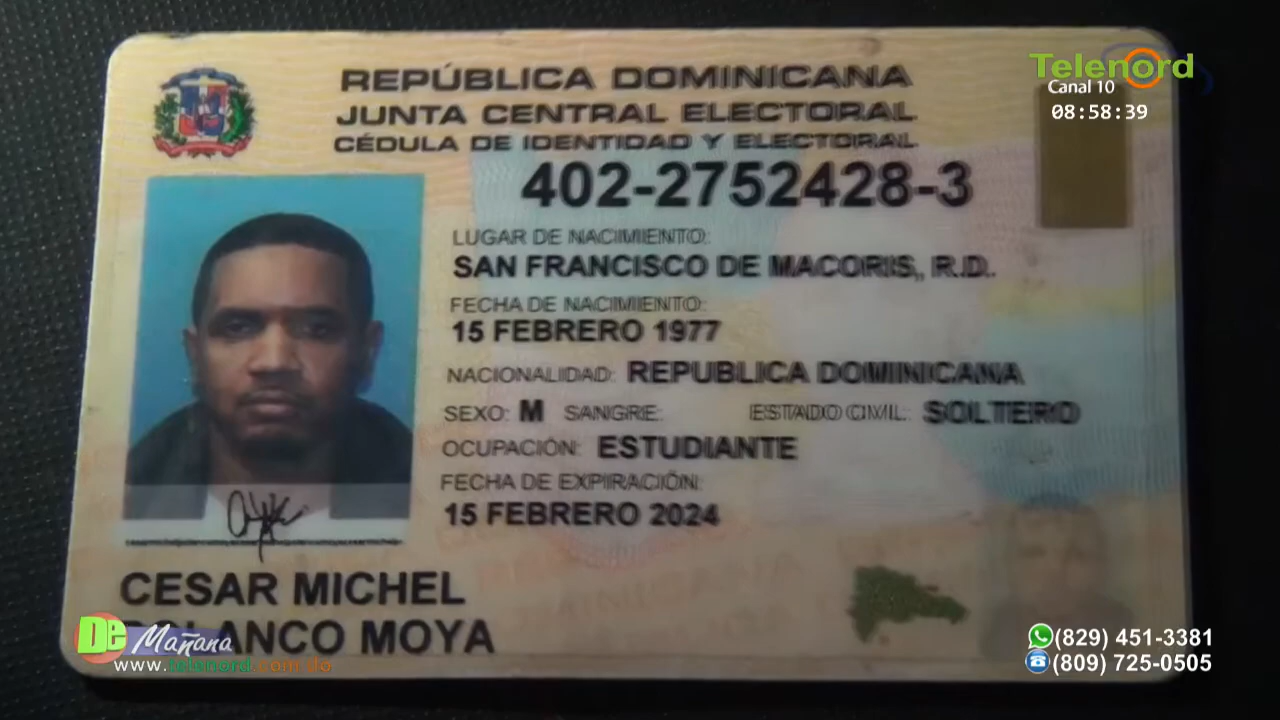 REPÚBLICA DOMINICANA
JUNTA CENTRAL ELECTORAL
CÉDULA DE IDENTIDAD Y ELECTORAL
402-2752428-3
LUGAR DE NACIMIENTO:
SAN FRANCISCO DE MACORIS, R.D.
FECHA DE NACIMIENTO:
15 FEBRERO 1977
NACIONALIDAD: REPUBLICA DOMINICANA
SEXO: M SANGRE: ESTADO CIVIL: SOLTERO
OCUPACIÓN: ESTUDIANTE
FECHA DE EXPIRACIÓN:
15 FEBRERO 2024
CESAR MICHEL
MOYA
Telenord
Canal 10
08:58:39
De Mañana
www.telenord.com.do
(829) 451-3381
(809) 725-0505